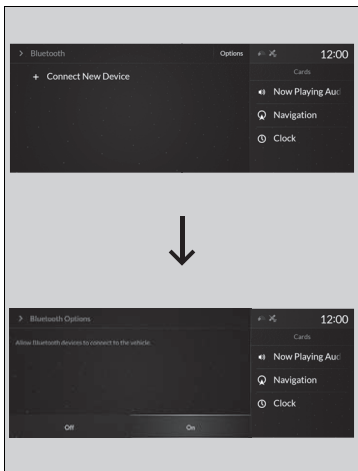 > Bluetooth
Options
12:00
+ Connect New Device
Cards
Now Playing Aud
Navigation
Clock
> Bluetooth Options
12:00
Allow Bluetooth devices to connect to the vehicle.
Cards
Now Playing Aud
Navigation
Clock
Off
On